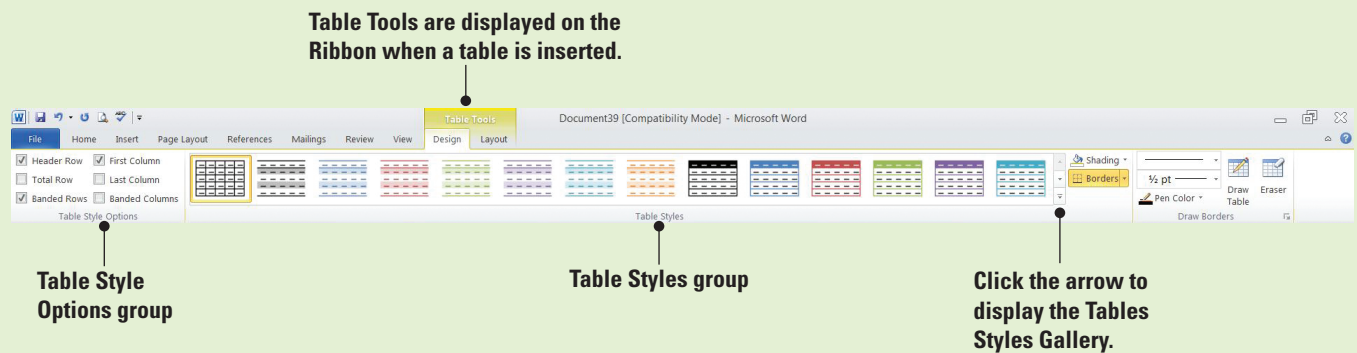 Table Tools are displayed on the
Ribbon when a table is inserted.
W ABC
Table Tools
Document39 [Compatibility Mode] - Microsoft Word
File Home Insert Page Layout References Mailings Review View Design Layout
Header Row First Column
Total Row Last Column
Banded Rows Banded Columns
Table Style Options
Table Styles
Shading
Borders
½ pt
Pen Color
Draw
Table
Eraser
Draw Borders
Table Style
Options group
Table Styles group
Click the arrow to
display the Tables
Styles Gallery.